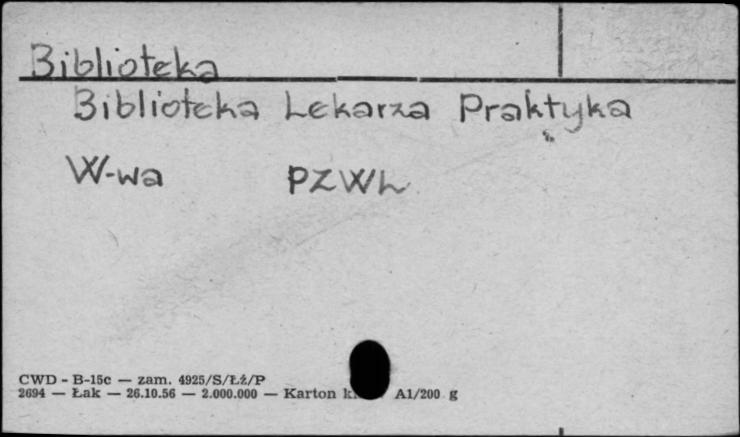 Biblioteka
Biblioteka Lekarza Praktyka
W-wa PZWL
CWD - B-15c — zam. 4925/S/Łź/P
2694 — Łak — 26.10.56 — 2.000.000 — Karton A1/200 g